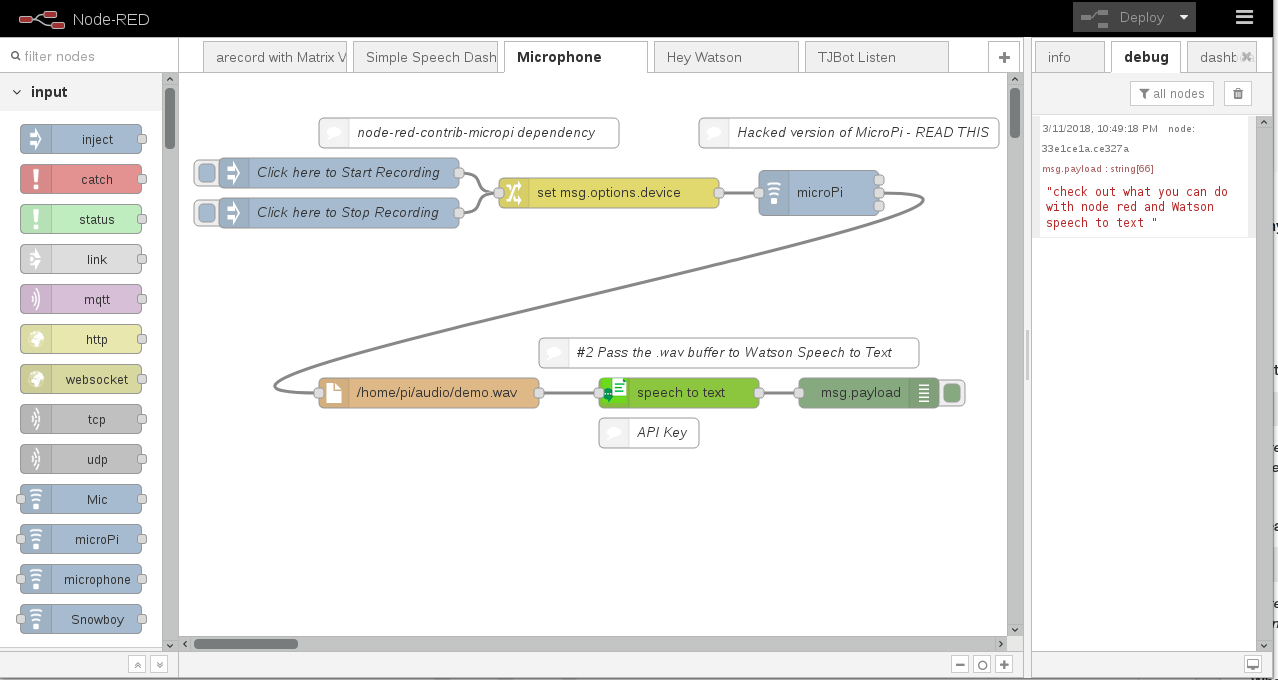 Node-RED
Deploy
filter nodes
arecord with Matrix V
Simple Speech Dash
Microphone
Hey Watson
TJBot Listen
info
debug
dashb
input
all nodes
inject
catch
status
link
mqtt
http
websocket
tcp
udp
Mic
microPi
microphone
Snowboy
node-red-contrib-micropi dependency
Hacked version of MicroPi - READ THIS
Click here to Start Recording
Click here to Stop Recording
set msg.options.device
microPi
#2 Pass the .wav buffer to Watson Speech to Text
/home/pi/audio/demo.wav
speech to text
msg.payload
API Key
3/11/2018, 10:49:18 PM node:
33e1ce1a.ce327a
msg.payload : string[66]
"check out what you can do
with node red and Watson
speech to text "